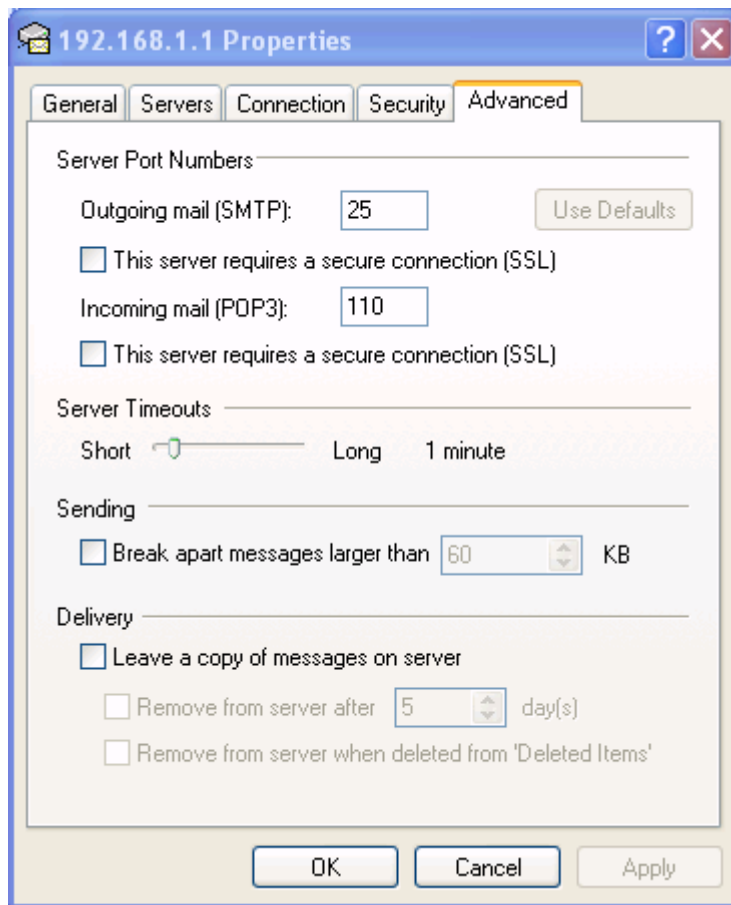 192.168.1.1 Properties
?
General Servers Connection Security Advanced
Server Port Numbers
Outgoing mail (SMTP): 25 Use Defaults
This server requires a secure connection (SSL)
Incoming mail (POP3): 110
This server requires a secure connection (SSL)
Server Timeouts
Short Long 1 minute
Sending
Break apart messages larger than 60 KB
Delivery
Leave a copy of messages on server
Remove from server after 5 day(s)
Remove from server when deleted from 'Deleted Items'
OK Cancel Apply